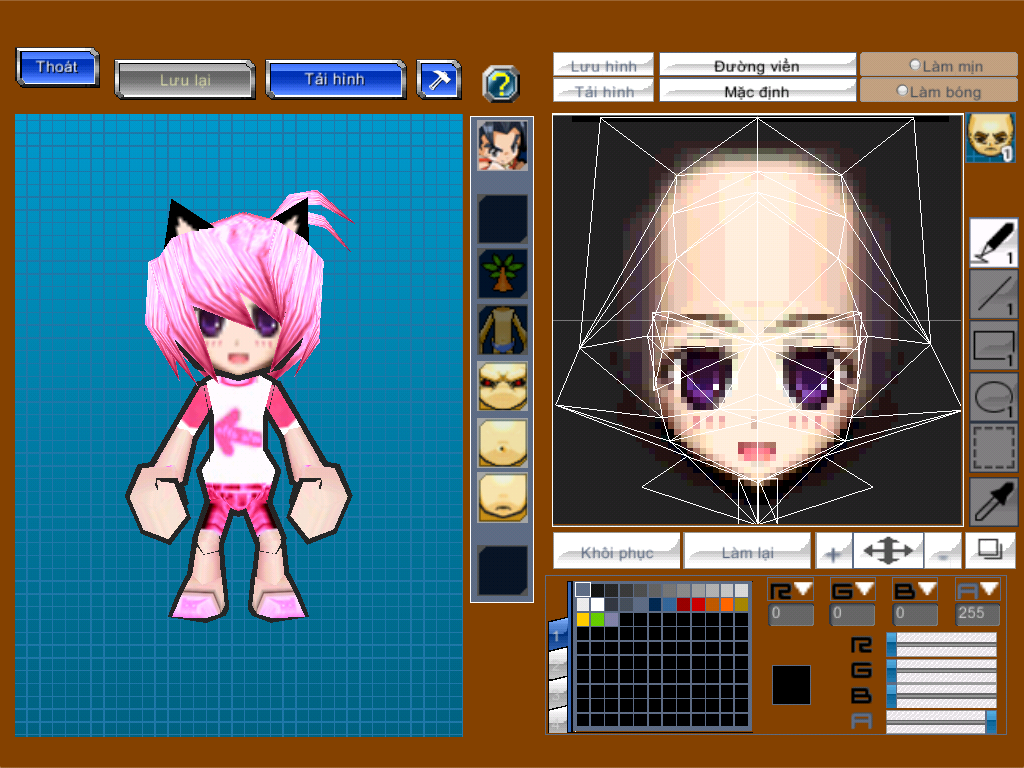 Thoát
Lưu lại
Tải hình
?
Lưu hình
Đường viền
Làm mịn
Tải hình
Mặc định
Làm bóng
1
1
1
1
1
Khôi phục
Làm lại
+
-
R
G
B
A
0
0
0
255
1
R
G
B
A